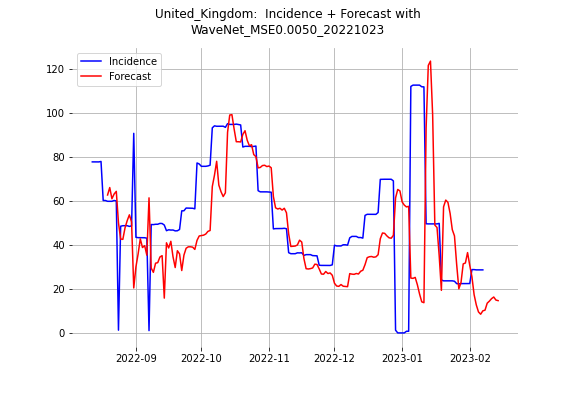 United_Kingdom:  Incidence + Forecast with
WaveNet_MSE0.0050_20221023
Incidence
Forecast
120
100
80
60
40
20
0
2022-09 2022-10 2022-11 2022-12 2023-01 2023-02